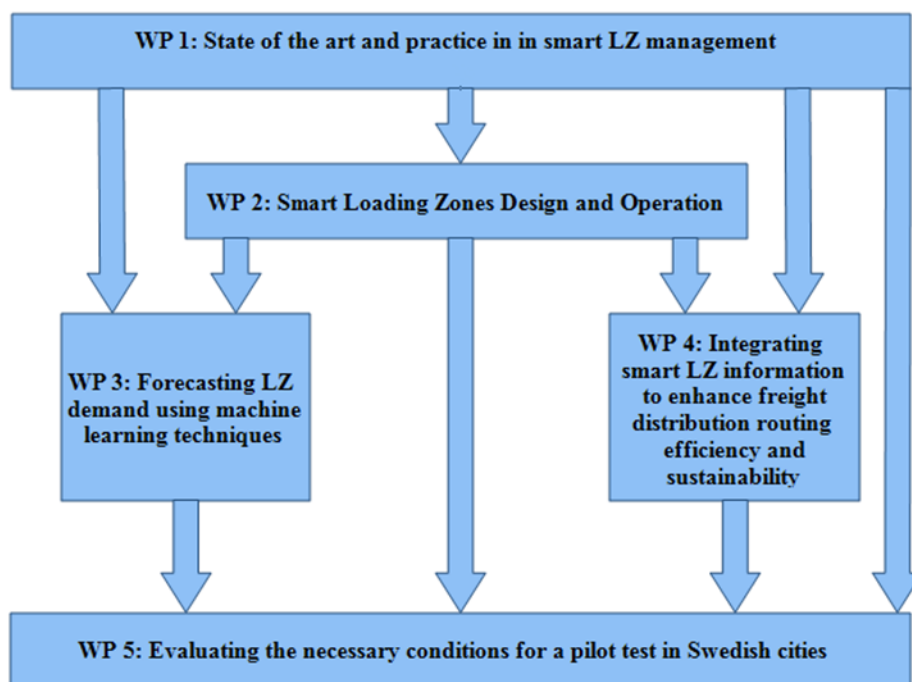 WP 1: State of the art and practice in in smart LZ management
WP 2: Smart Loading Zones Design and Operation
WP 3: Forecasting LZ
demand using machine
learning techniques
WP 4: Integrating
smart LZ information
to enhance freight
distribution routing
efficiency and
sustainability
WP 5: Evaluating the necessary conditions for a pilot test in Swedish cities